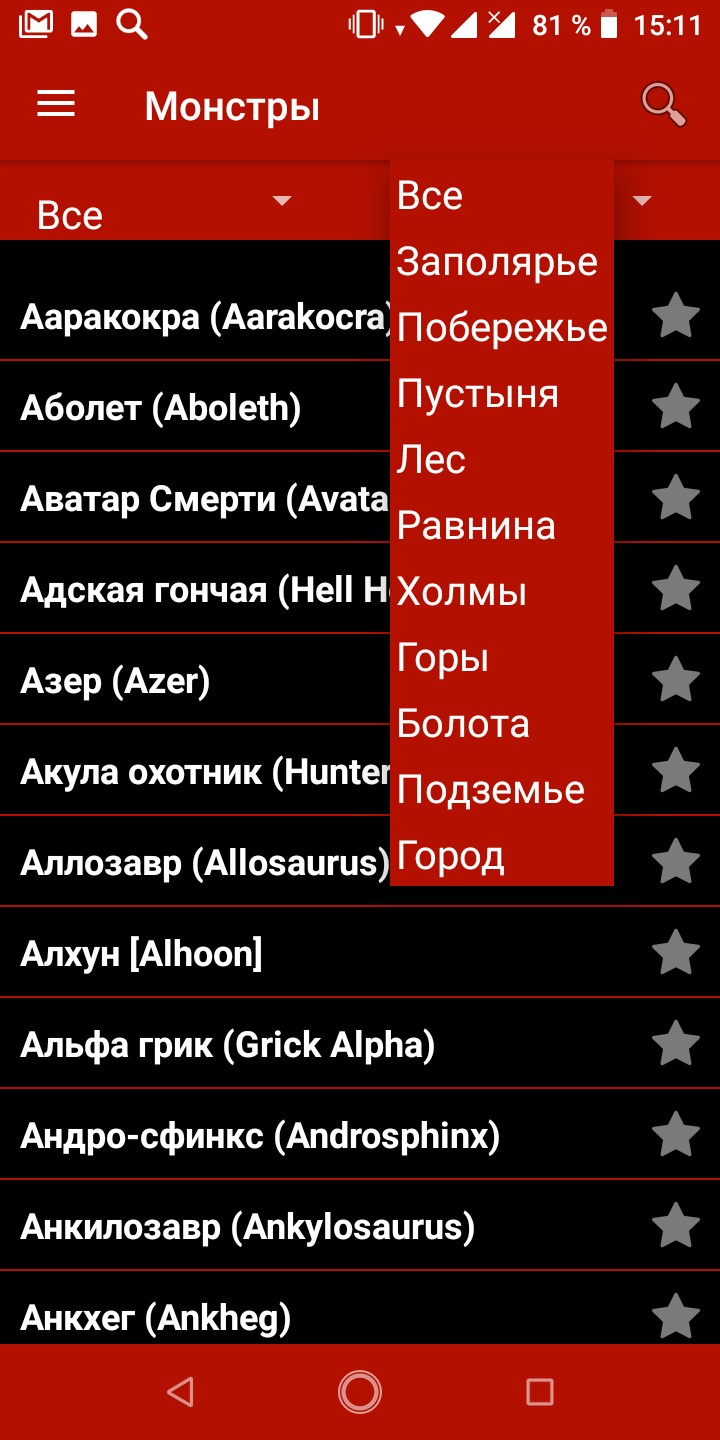 81 % 15:11
Монстры
Все
Все
Заполярье
Побережье
Пустыня
Лес
Равнина
Холмы
Горы
Болота
Подземье
Город
Ааракокра (Aarakocra)
Аболет (Aboleth)
Аватар Смерти (Avata
Адская гончая (Hell H
Азер (Azer)
Акула охотник (Hunter
Аллозавр (Allosaurus)
Алхун [Alhoon]
Альфа грик (Grick Alpha)
Андро-сфинкс (Androsphinx)
Анкилозавр (Ankylosaurus)
Анкхег (Ankheg)